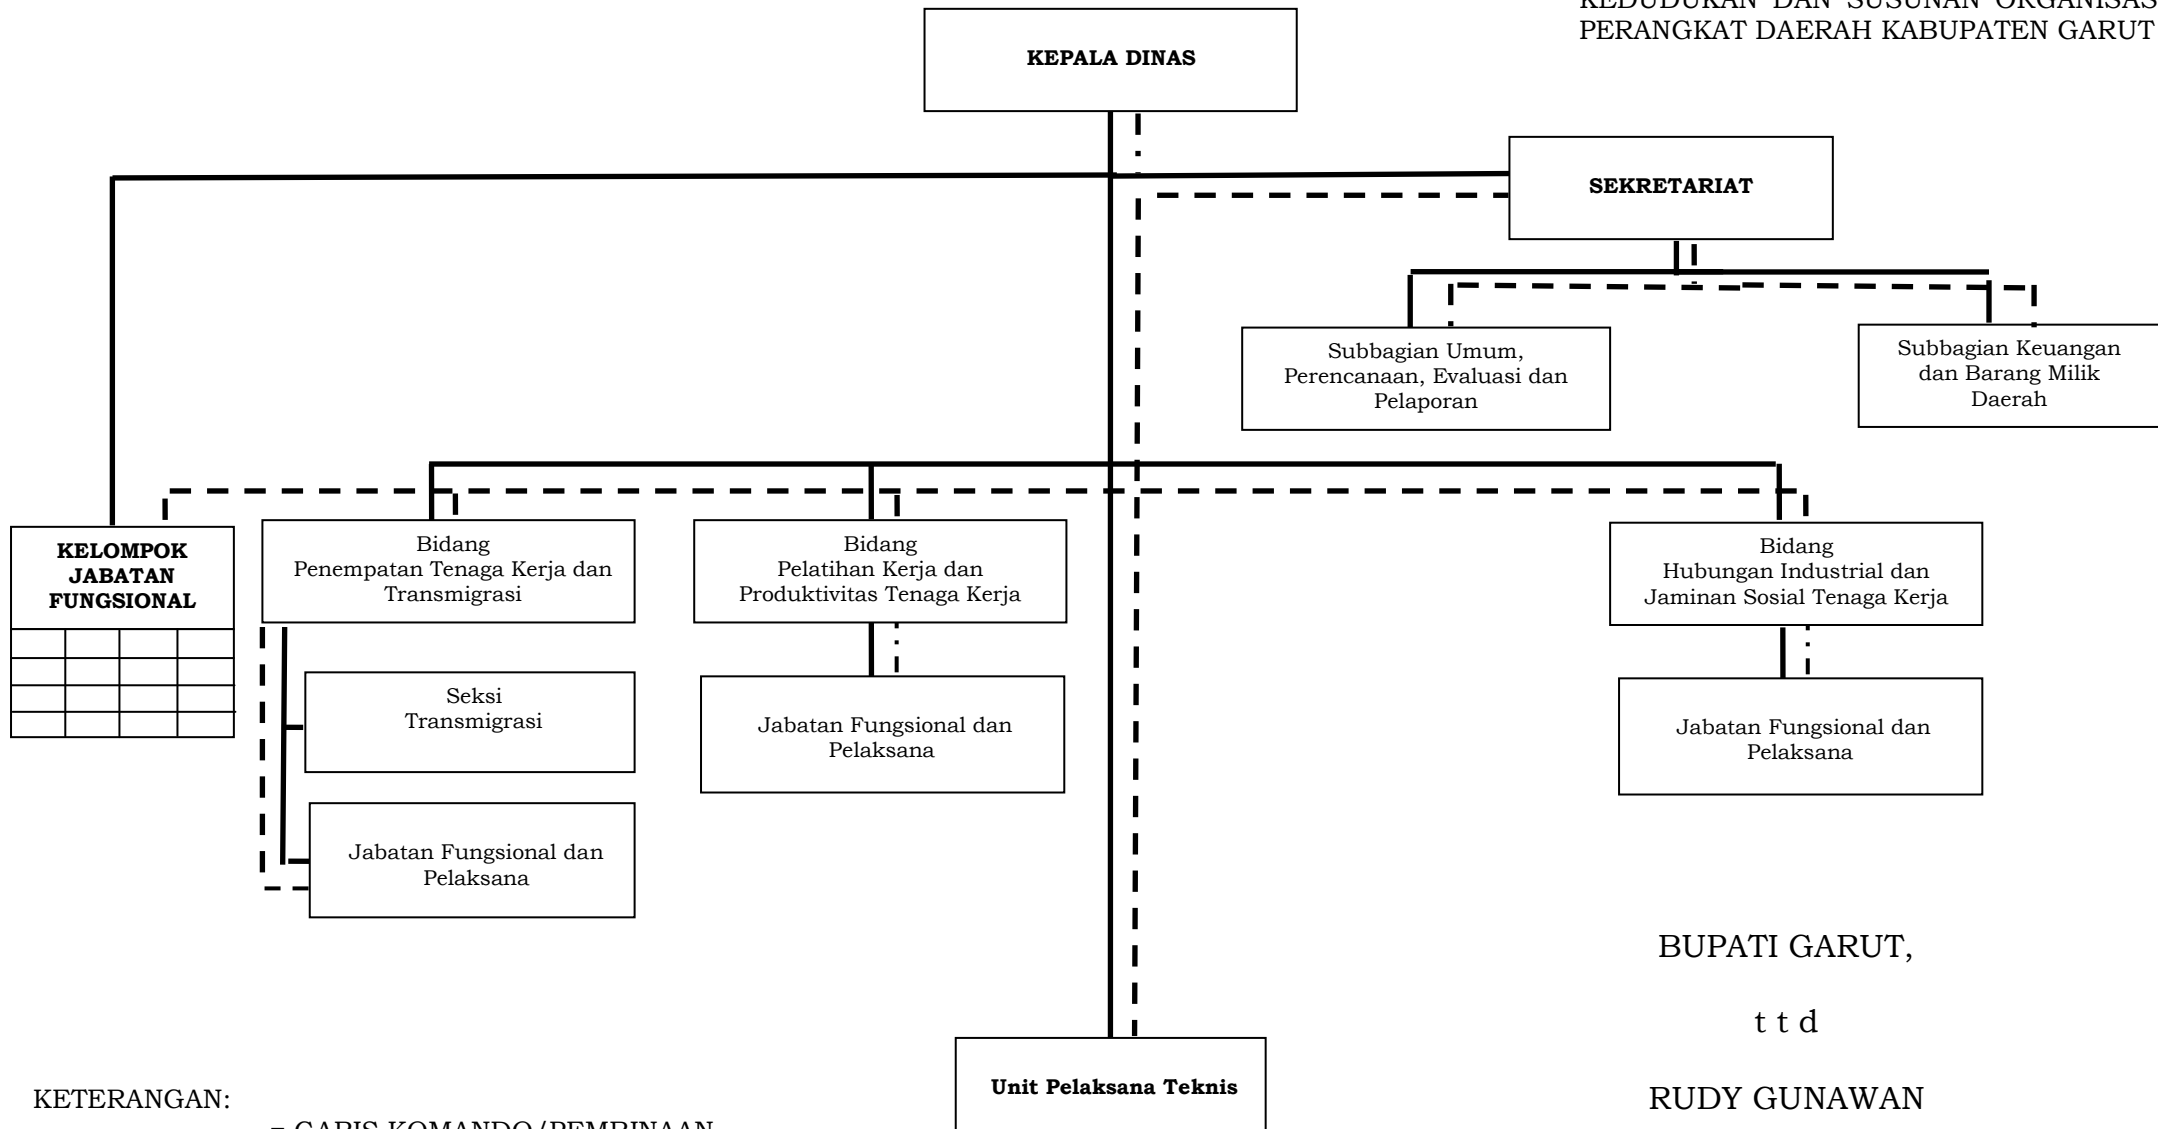 KEDUDUKAN DAN SUSUNAN ORGANISAS
PERANGKAT DAERAH KABUPATEN GARUT
KEPALA DINAS
SEKRETARIAT
Subbagian Umum,
Perencanaan, Evaluasi dan
Pelaporan
Subbagian Keuangan
dan Barang Milik
Daerah
KELOMPOK
JABATAN
FUNGSIONAL
Bidang
Penempatan Tenaga Kerja dan
Transmigrasi
Bidang
Pelatihan Kerja dan
Produktivitas Tenaga Kerja
Bidang
Hubungan Industrial dan
Jaminan Sosial Tenaga Kerja
Seksi
Transmigrasi
Jabatan Fungsional dan
Pelaksana
Jabatan Fungsional dan
Pelaksana
Jabatan Fungsional dan
Pelaksana
BUPATI GARUT,
t t d
RUDY GUNAWAN
Unit Pelaksana Teknis
KETERANGAN:
= GARIS KOMANDO/PEMBINAAN